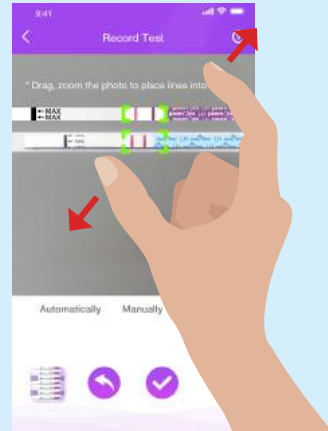 9:41
Record Test
* Drag, zoom the photo to place lines into
MAX
MAX
Automatically Manually